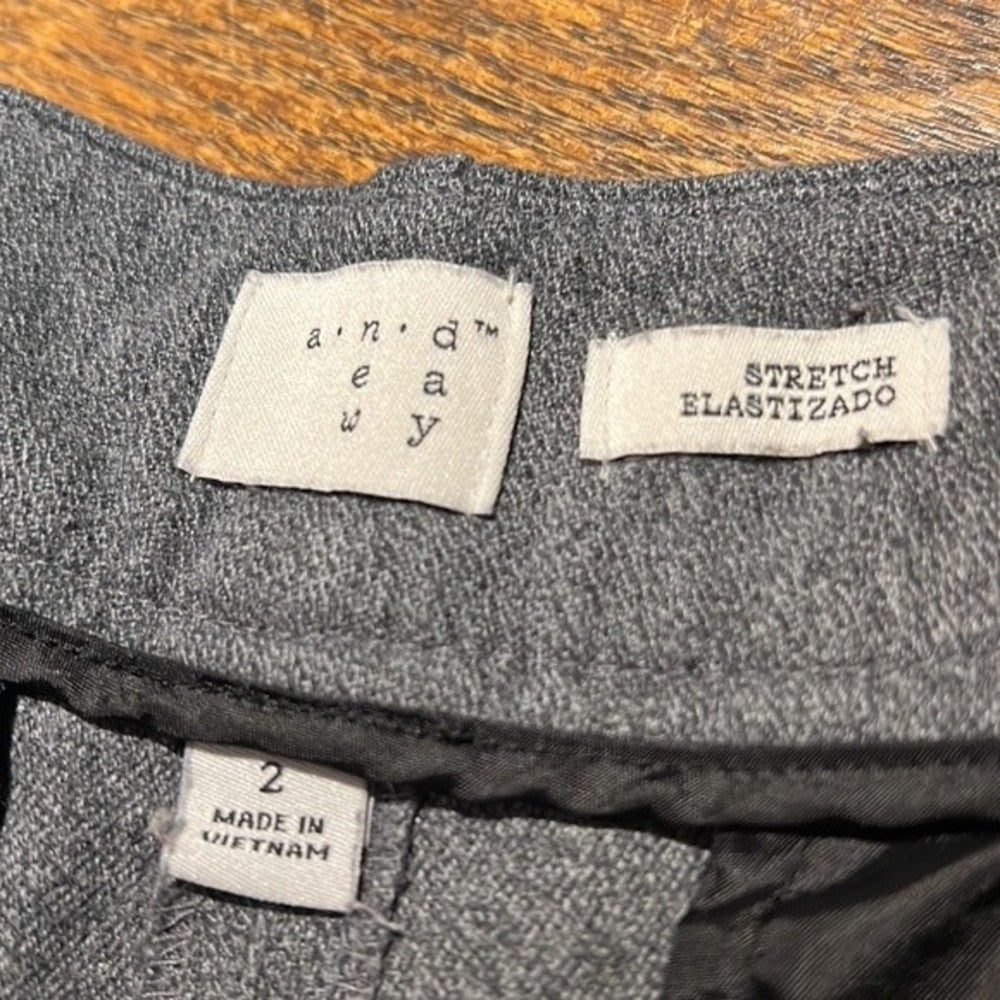 a·n·d™
e a
w y
STRETCH
ELASTIZADO
2
MADE IN
VIETNAM